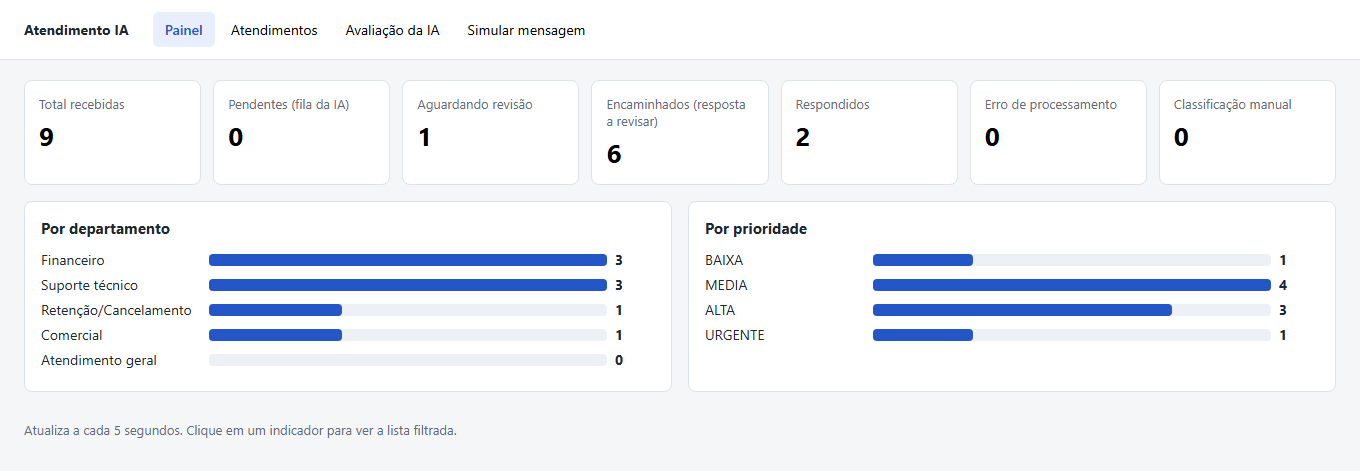 Atendimento IA
Painel
Atendimentos
Avaliação da IA
Simular mensagem
Total recebidas
9
Pendentes (fila da IA)
0
Aguardando revisão
1
Encaminhados (resposta
a revisar)
6
Respondidos
2
Erro de processamento
0
Classificação manual
0
Por departamento
Financeiro 3
Suporte técnico 3
Retenção/Cancelamento 1
Comercial 1
Atendimento geral 0
Por prioridade
BAIXA 1
MEDIA 4
ALTA 3
URGENTE 1
Atualiza a cada 5 segundos. Clique em um indicador para ver a lista filtrada.